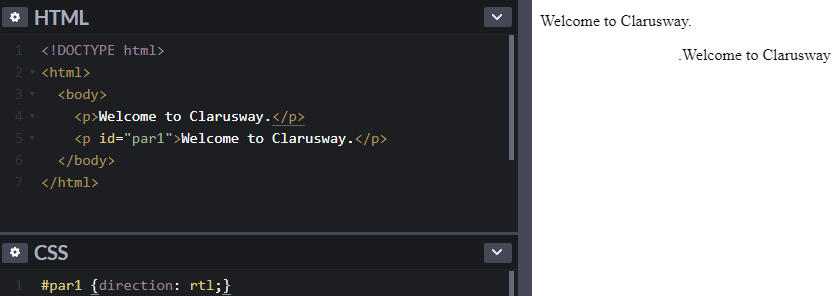 HTML
1 <!DOCTYPE html>
2 <html>
3 <body>
4 <p>Welcome to Clarusway.</p>
5 <p id="par1">Welcome to Clarusway.</p>
6 </body>
7 </html>
CSS
1 #par1 {direction: rtl;}
Welcome to Clarusway.
.Welcome to Clarusway